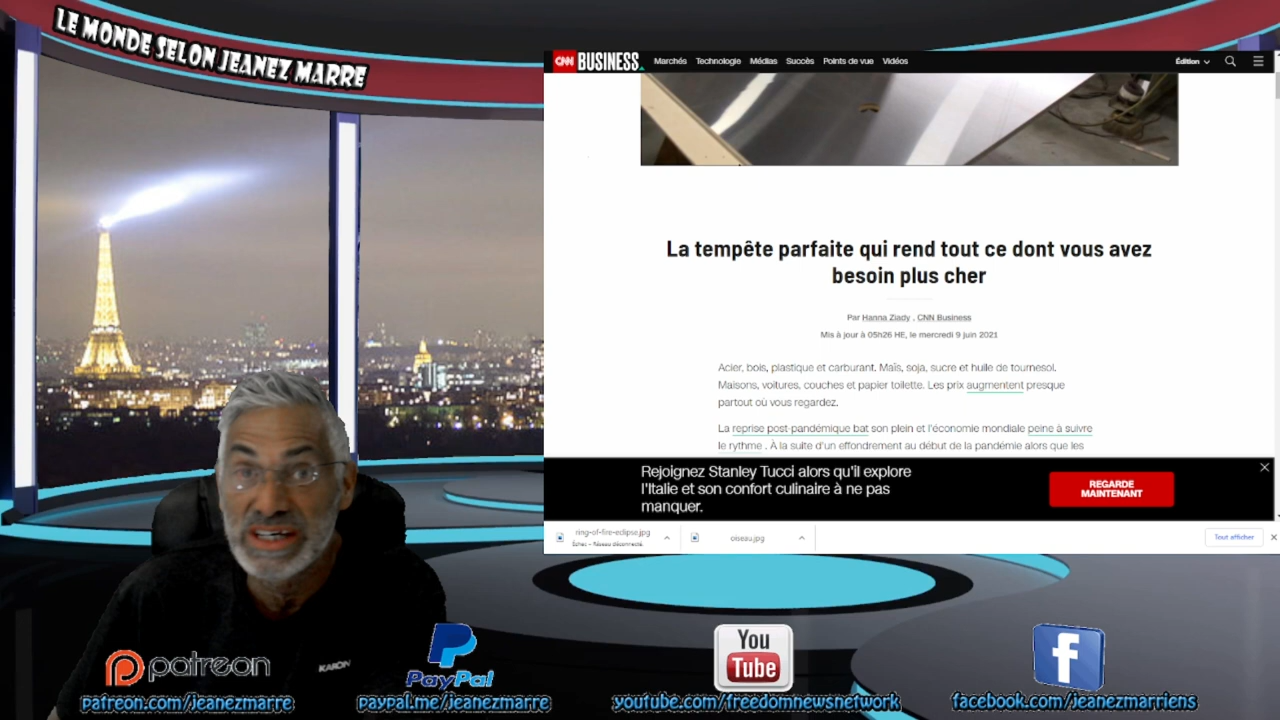 LE MONDE SELON JEANEZ MARRE
CNN BUSINESS Marchés Technologie Médias Succès Points de vue Vidéos Édition
La tempête parfaite qui rend tout ce dont vous avez
besoin plus cher
Par Hanna Ziady , CNN Business
Mis à jour à 05h26 HE, le mercredi 9 juin 2021
Acier, bois, plastique et carburant. Maïs, soja, sucre et huile de tournesol.
Maisons, voitures, couches et papier toilette. Les prix augmentent presque
partout où vous regardez.
La reprise post-pandémique bat son plein et l'économie mondiale peine à suivre
le rythme . À la suite d'un effondrement au début de la pandémie alors que les
Rejoignez Stanley Tucci alors qu'il explore
l'Italie et son confort culinaire à ne pas
manquer.
REGARDE
MAINTENANT
ring-of-fire-eclipse.jpg
Échec - Réseau déconnecté.
oiseau.jpg
Tout afficher
KARON
patreon
patreon.com/jeanezmarre
PayPal
paypal.me/jeanezmarre
You
Tube
youtube.com/freedomnewsnetwork
f
facebook.com/jeanezmarriens